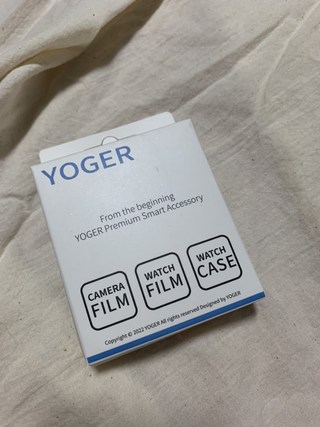 YOGER
From the beginning
YOGER Premium Smart Accessory
CAMERA
FILM
WATCH
FILM
WATCH
CASE
Copyright © 2022 YOGER All rights reserved Designed by YOGER